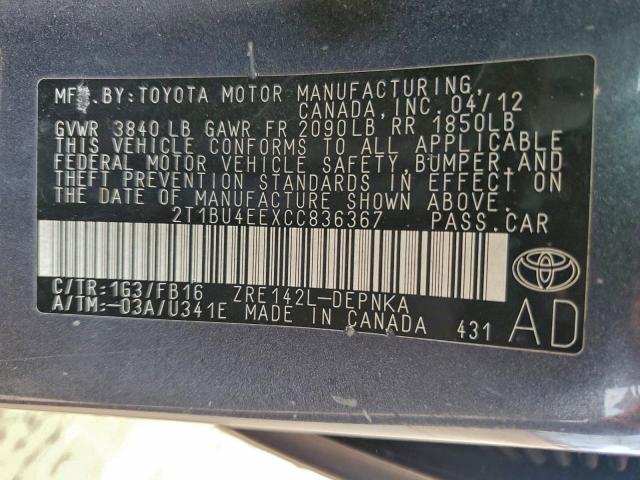 MFD.BY:TOYOTA MOTOR MANUFACTURING,
CANADA,INC.04/12
GVWR 3840LB GAWR FR 2090LB RR 1850LB
THIS VEHICLE CONFORMS TO ALL APPLICABLE
FEDERAL MOTOR VEHICLE SAFETY,BUMPER,AND
THEFT PREVENTION STANDARDS IN EFFECT ON
THE DATE OF MANUFACTURE SHOWN ABOVE.
2T1BU4EEXCC836367 PASS.CAR
C/TR:1G3/FB16 ZRE142L-DEPNKA
A/TM:-03A/U341E MADE IN CANADA 431
AD